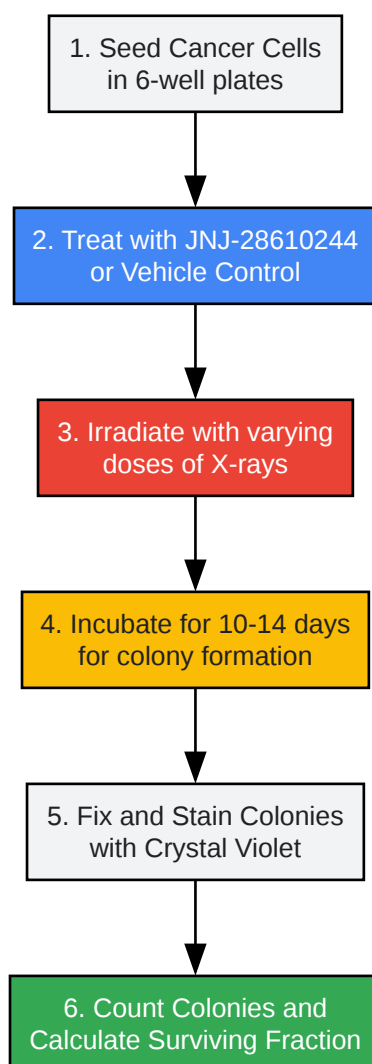 1. Seed Cancer Cells
in 6-well plates
2. Treat with JNJ-28610244
or Vehicle Control
3. Irradiate with varying
doses of X-rays
4. Incubate for 10-14 days
for colony formation
5. Fix and Stain Colonies
with Crystal Violet
6. Count Colonies and
Calculate Surviving Fraction